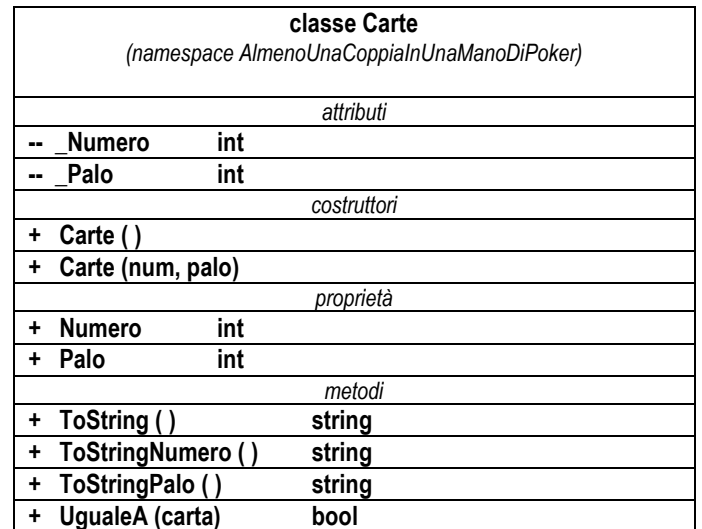 classe Carte
(namespace AlmenoUnaCoppiaInUnaManoDiPoker)
attributi
-- _Numero int
-- _Palo int
costruttori
+ Carte ( )
+ Carte (num, palo)
proprietà
+ Numero int
+ Palo int
metodi
+ ToString ( ) string
+ ToStringNumero ( ) string
+ ToStringPalo ( ) string
+ UgualeA (carta) bool